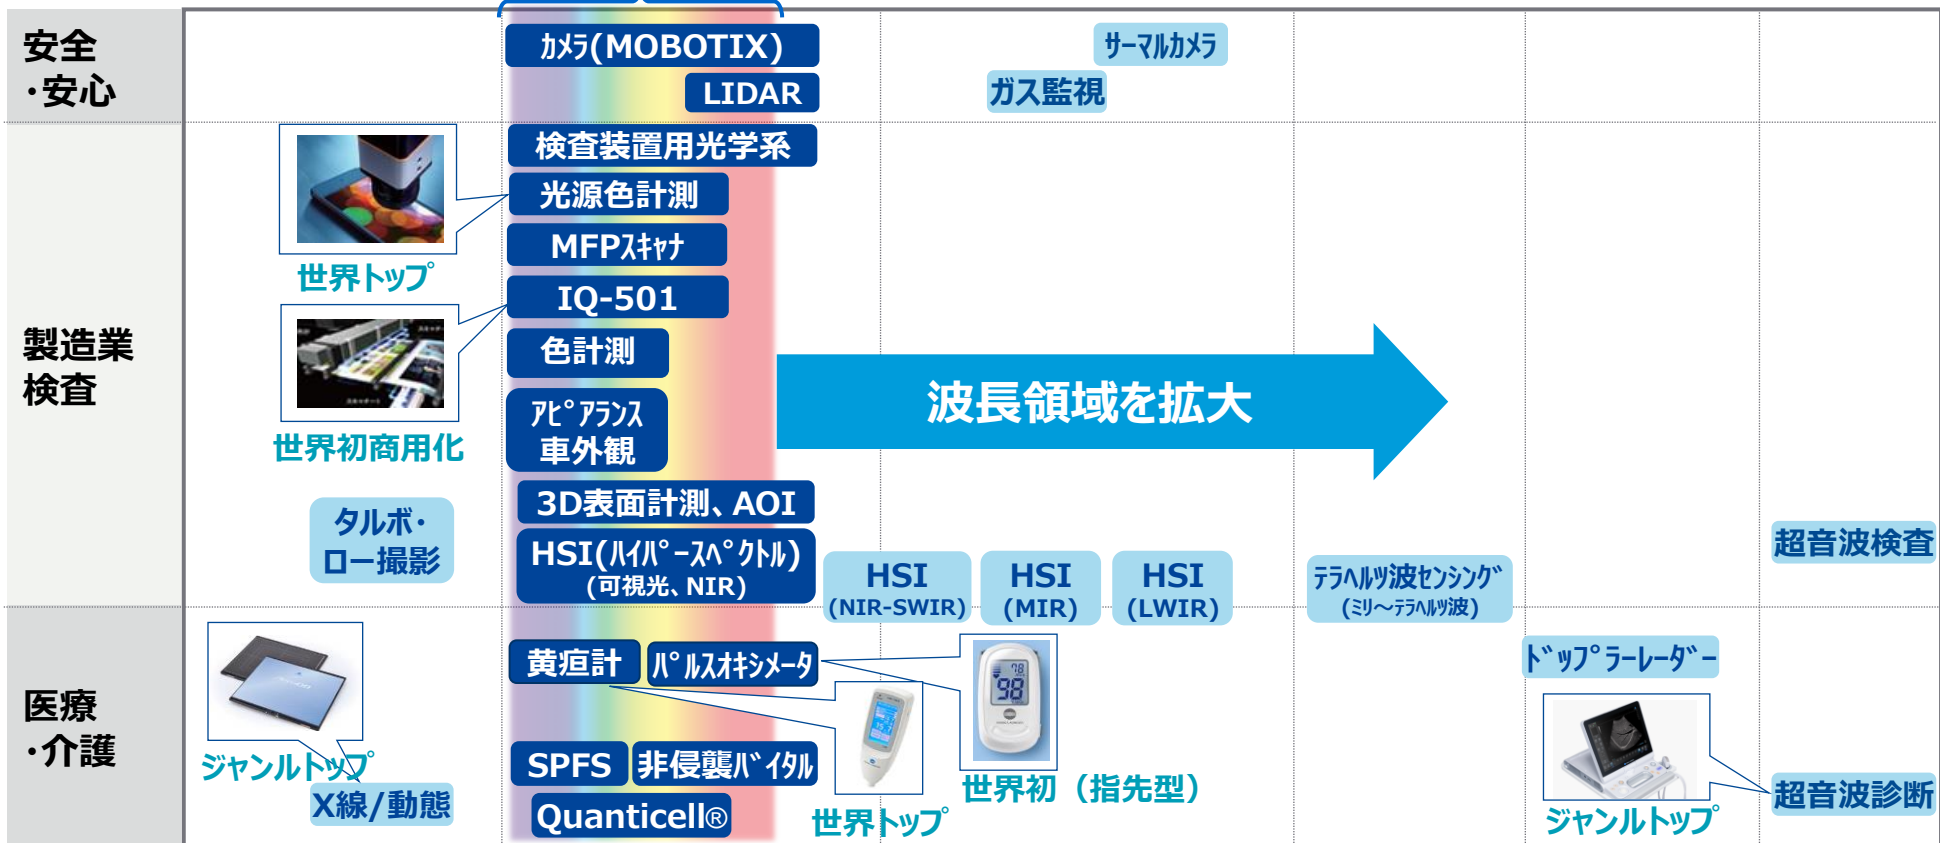 安全
・安心
カメラ(MOBOTIX)
サーマルカメラ
LIDAR
ガス監視
製造業
検査
検査装置用光学系
光源色計測
世界トップ
MFPスキャナ
IQ-501
世界初商用化
色計測
アピアランス
車外観
波長領域を拡大
3D表面計測、AOI
タルボ・
ロー撮影
HSI(ハイパースペクトル)
(可視光、NIR)
HSI
(NIR-SWIR)
HSI
(MIR)
HSI
(LWIR)
テラヘルツ波センシング
(ミリ～テラヘルツ波)
超音波検査
医療
・介護
ジャンルトップ
X線/動態
黄疸計
パルスオキシメータ
98
SPFS
非侵襲バイタル
Quanticell®
世界トップ
世界初（指先型）
ドップラーレーダー
ジャンルトップ
超音波診断